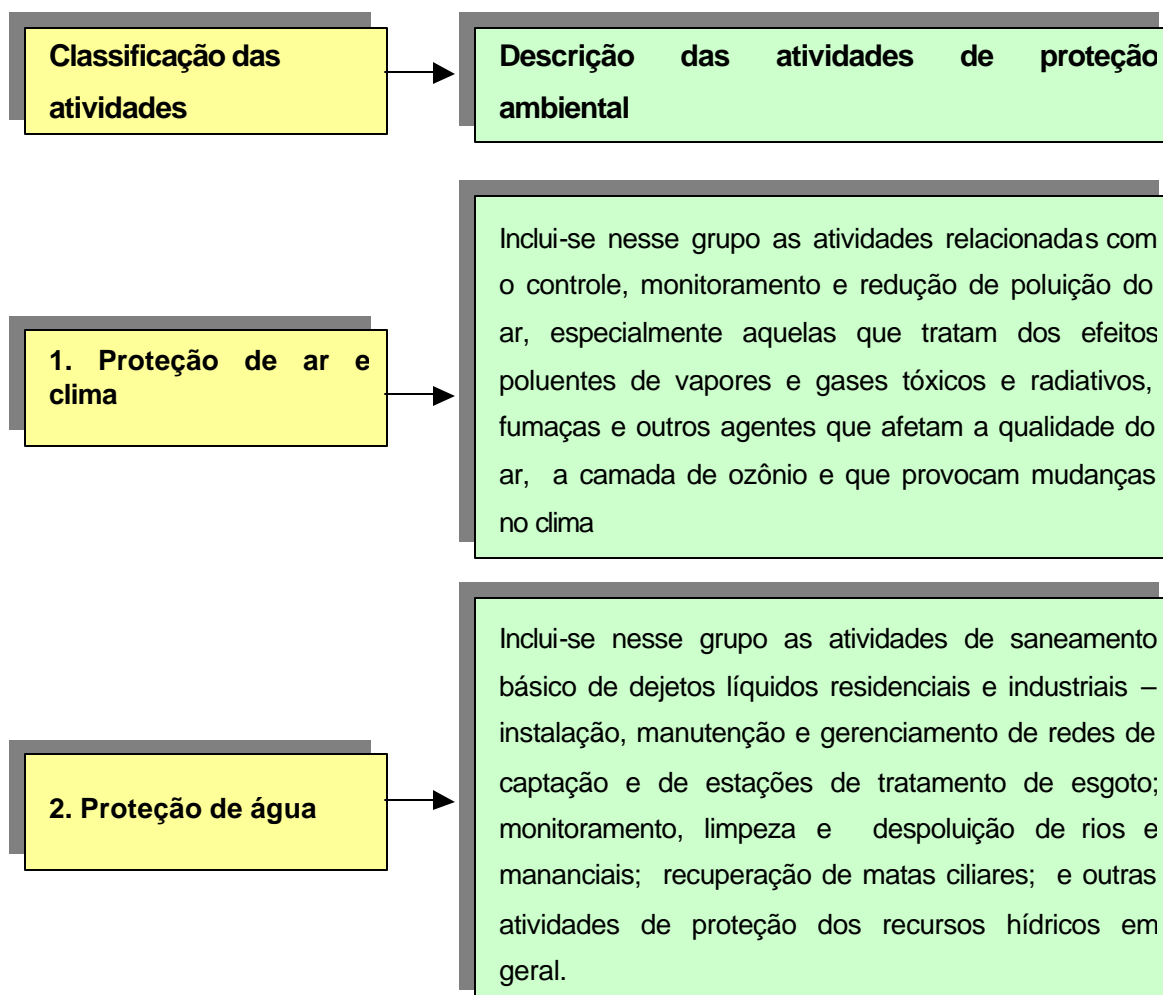 Classificação das
atividades
Descrição das atividades de proteção
ambiental
1. Proteção de ar e
clima
Inclui-se nesse grupo as atividades relacionadas com
o controle, monitoramento e redução de poluição do
ar, especialmente aquelas que tratam dos efeitos
poluentes de vapores e gases tóxicos e radiativos,
fumaças e outros agentes que afetam a qualidade do
ar, a camada de ozônio e que provocam mudanças
no clima
2. Proteção de água
Inclui-se nesse grupo as atividades de saneamento
básico de dejetos líquidos residenciais e industriais –
instalação, manutenção e gerenciamento de redes de
captação e de estações de tratamento de esgoto;
monitoramento, limpeza e despoluição de rios e
mananciais; recuperação de matas ciliares; e outras
atividades de proteção dos recursos hídricos em
geral.